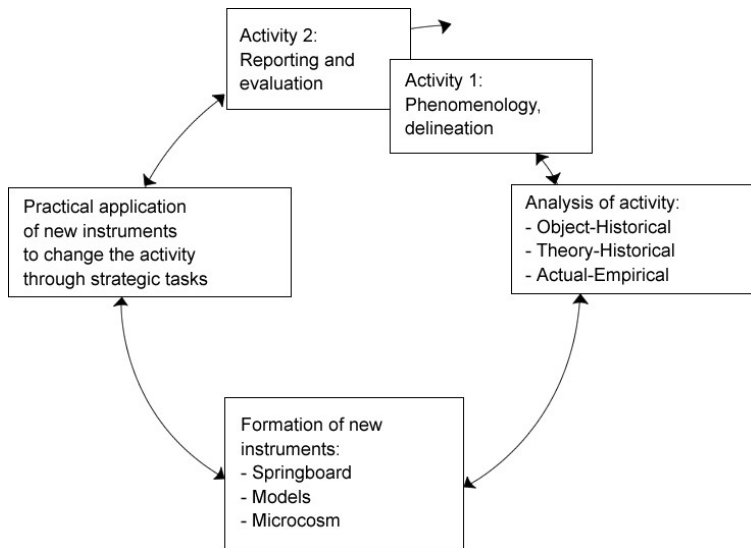 Activity 2:
Reporting and
evaluation
Activity 1:
Phenomenology,
delineation
Practical application
of new instruments
to change the activity
through strategic tasks
Analysis of activity:
- Object-Historical
- Theory-Historical
- Actual-Empirical
Formation of new
instruments:
- Springboard
- Models
- Microcosm